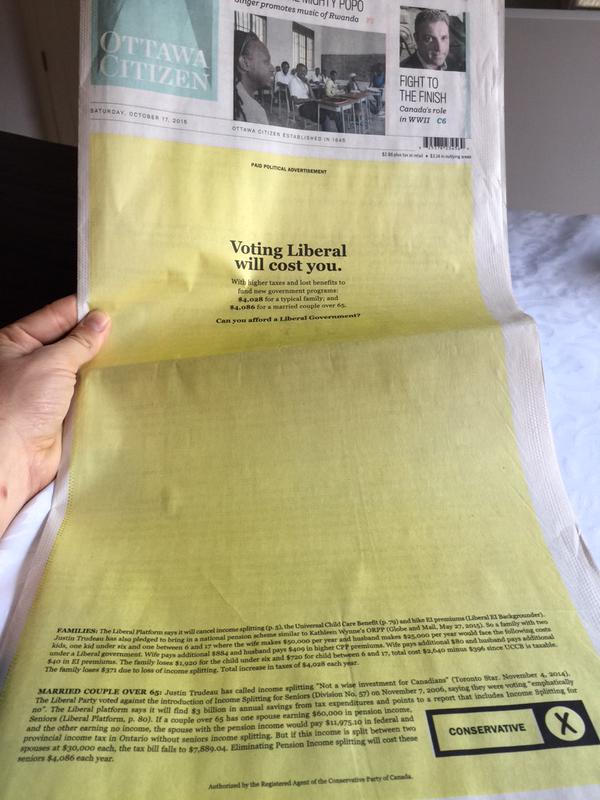 MIGHTY POPO
Singer promotes music of Rwanda
OTTAWA
CITIZEN
FIGHT TO
THE FINISH
Canada's role
in WWII C6
SATURDAY, OCTOBER 17, 2015
OTTAWA CITIZEN ESTABLISHED IN 1845
PAID POLITICAL ADVERTISEMENT
Voting Liberal
will cost you.
With higher taxes and lost benefits to
fund new government programs:
$4,028 for a typical family; and
$4,086 for a married couple over 65.
Can you afford a Liberal Government?
FAMILIES: The Liberal Platform says it will cancel income splitting (p. 5), the Universal Child Care Benefit (p. 79) and hike EI premiums (Liberal EI Backgrounder).
Justin Trudeau has also pledged to bring in a national pension scheme similar to Kathleen Wynne's ORPP (Globe and Mail, May 27, 2015). So a family with two
kids, one kid under six and one between 6 and 17 where the wife makes $50,000 per year and husband makes $25,000 per year would face the following costs
under a Liberal government. Wife pays additional $884 and husband pays $409 in higher CPP premiums. Wife pays additional $80 and husband pays additional
$40 in EI premiums. The family loses $1,920 for the child under six and $720 for child between 6 and 17, total cost $2,640 minus $396 since UCCB is taxable.
The family loses $371 due to loss of income splitting. Total increase in taxes of $4,028 each year.
MARRIED COUPLE OVER 65: Justin Trudeau has called income splitting "Not a wise investment for Canadians" (Toronto Star. November 4, 2014).
The Liberal Party voted against the introduction of Income Splitting for Seniors (Division No. 57) on November 7, 2006, saying they were voting "emphatically
no". The Liberal platform says it will find $3 billion in annual savings from tax expenditures and points to a report that includes Income Splitting for
Seniors (Liberal Platform, p. 80). If a couple over 65 has one spouse earning $60,000 in pension income,
and the other earning no income, the spouse with the pension income would pay $11,975.10 in federal and
provincial income tax in Ontario without seniors income splitting. But if this income is split between two
spouses at $30,000 each, the tax bill falls to $7,889.04. Eliminating Pension Income splitting will cost these
seniors $4,086 each year.
CONSERVATIVE X
Authorized by the Registered Agent of the Conservative Party of Canada.